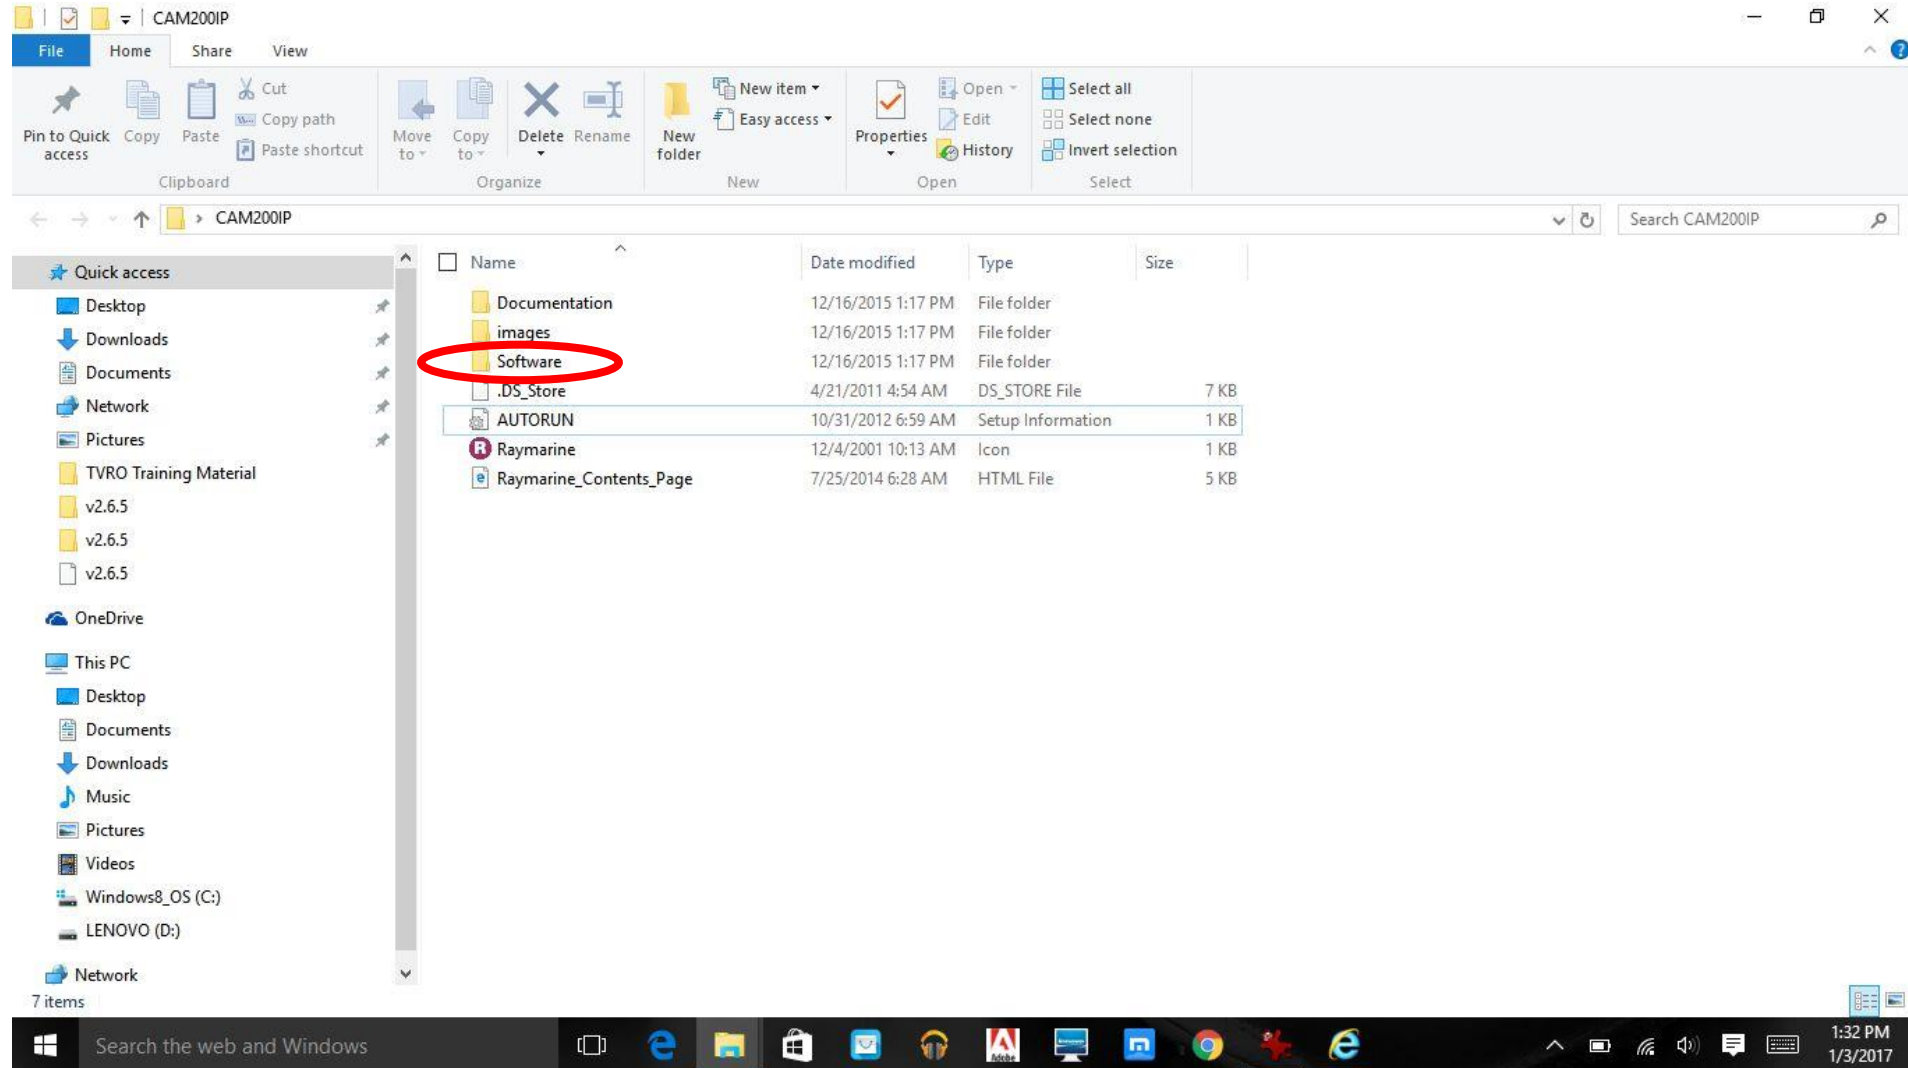 CAM200IP
File Home Share View
Pin to Quick access
Copy
Paste
Cut
Copy path
Paste shortcut
Clipboard
Move to
Copy to
Delete
Rename
Organize
New folder
New item
Easy access
New
Properties
Open
Edit
History
Open
Select all
Select none
Invert selection
Select
CAM200IP
Search CAM200IP
Quick access
Desktop
Downloads
Documents
Network
Pictures
TVRO Training Material
v2.6.5
v2.6.5
v2.6.5
OneDrive
This PC
Desktop
Documents
Downloads
Music
Pictures
Videos
Windows8_OS (C:)
LENOVO (D:)
Network
Name Date modified Type Size
Documentation 12/16/2015 1:17 PM File folder
images 12/16/2015 1:17 PM File folder
Software 12/16/2015 1:17 PM File folder
.DS_Store 4/21/2011 4:54 AM DS_STORE File 7 KB
AUTORUN 10/31/2012 6:59 AM Setup Information 1 KB
Raymarine 12/4/2001 10:13 AM Icon 1 KB
Raymarine_Contents_Page 7/25/2014 6:28 AM HTML File 5 KB
7 items
Search the web and Windows
Adobe
1:32 PM
1/3/2017